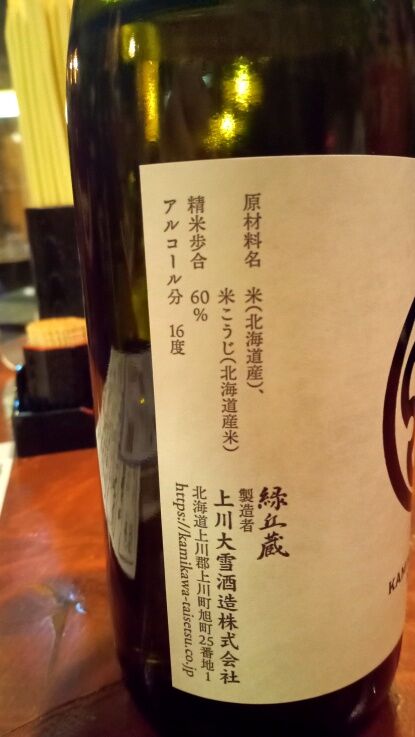 原材料名　米(北海道産)、
米こうじ(北海道産米)
精米歩合　60%
アルコール分　16度
緑丘蔵
製造者
上川大雪酒造株式会社
北海道上川郡上川町旭町25番地1
https://kamikawa-taisetsu.co.jp
KAM